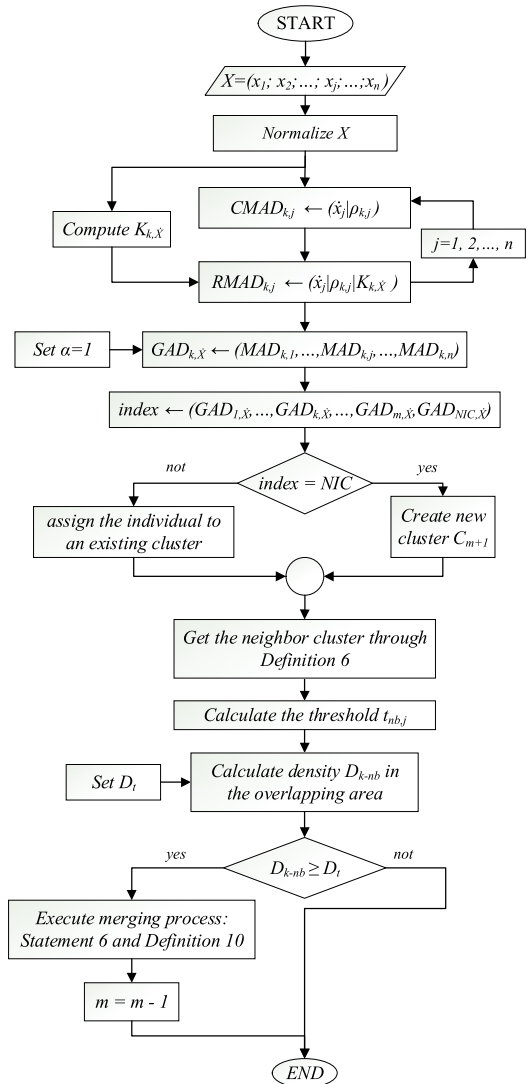 START
X=(x₁; x₂;...; xⱼ;...;xₙ)
Normalize X
CMADₖ,ⱼ ← (ẋⱼ|ρₖ,ⱼ)
Compute Kₖ,Ẋ
j=1, 2,..., n
RMADₖ,ⱼ ← (ẋⱼ|ρₖ,ⱼ|Kₖ,Ẋ )
Set α=1
GADₖ,Ẋ ← (MADₖ,₁,...,MADₖ,ⱼ,...,MADₖ,ₙ)
index ← (GAD₁,Ẋ,...,GADₖ,Ẋ,...,GADₘ,Ẋ,GAD_NIC,Ẋ)
not
yes
index = NIC
assign the individual to
an existing cluster
Create new
cluster Cₘ₊₁
Get the neighbor cluster through
Definition 6
Calculate the threshold tₙb,ⱼ
Set Dₜ
Calculate density Dₖ₋ₙb in
the overlapping area
yes
not
Dₖ₋ₙb ≥ Dₜ
Execute merging process:
Statement 6 and Definition 10
m = m - 1
END